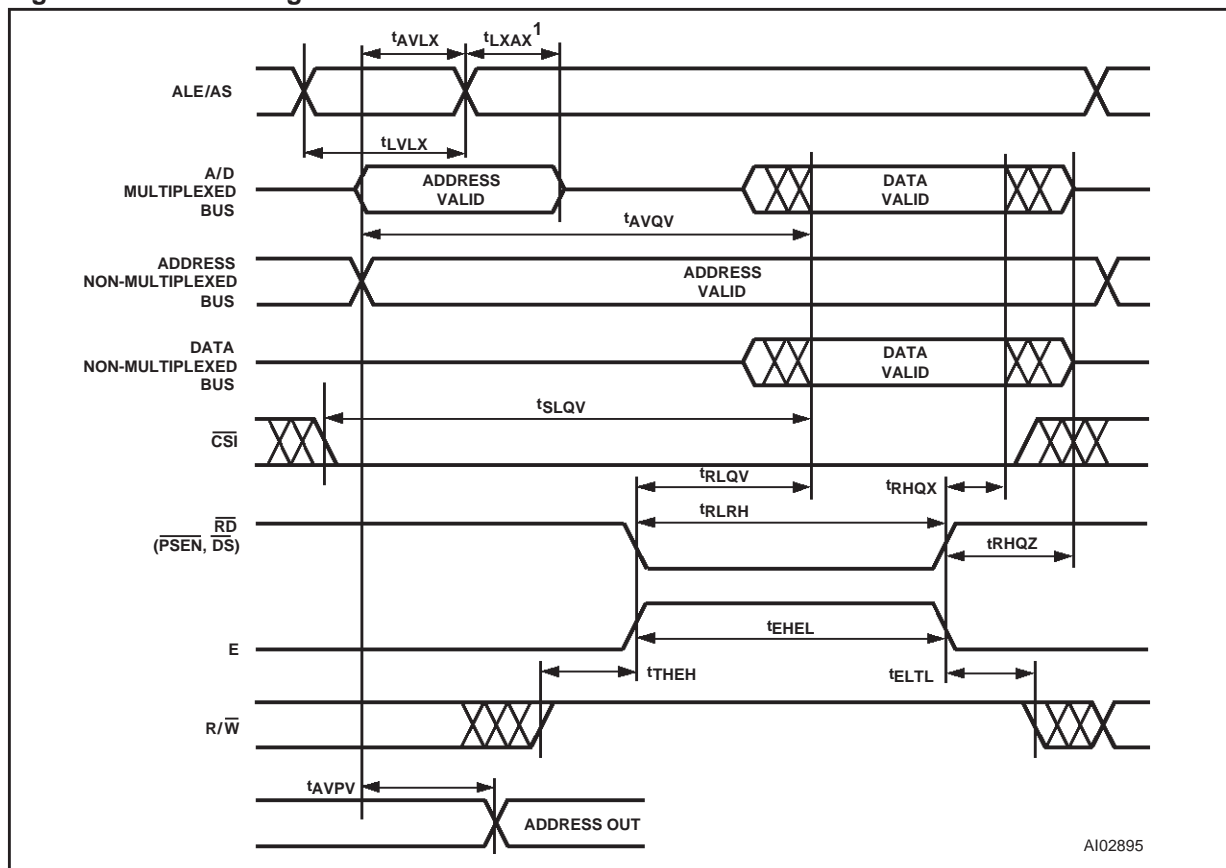 tAVLX
tLXAX1
ALE/AS
tLVLX
A/D
MULTIPLEXED
BUS
ADDRESS
VALID
DATA
VALID
tAVQV
ADDRESS
NON-MULTIPLEXED
BUS
ADDRESS
VALID
DATA
NON-MULTIPLEXED
BUS
DATA
VALID
tSLQV
CSI
tRLQV
tRHQX
tRLRH
RD
(PSEN, DS)
tRHQZ
tEHEL
E
tTHEH
tELTL
R/W
tAVPV
ADDRESS OUT
AI02895